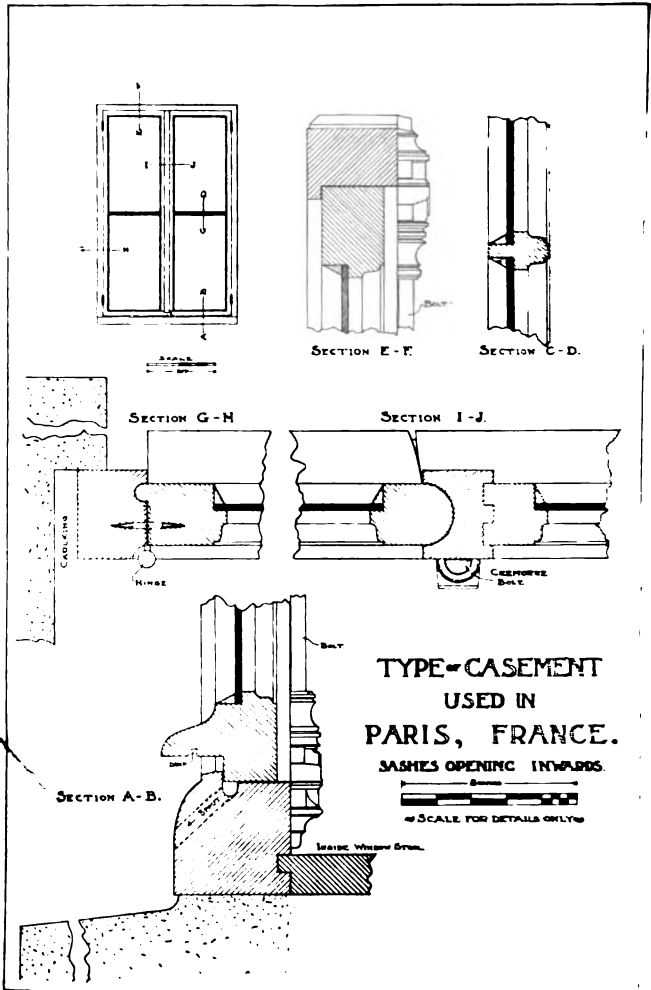 I J
SCALE
SECTION E-F.
SECTION C-D.
BOLT
SECTION G-H
SECTION I-J.
CAULKING
HINGE
CREMORNE
BOLT
BOLT
TYPE OF CASEMENT
USED IN
PARIS, FRANCE.
SASHES OPENING INWARDS.
SCALE FOR DETAILS ONLY
DRIP
SPOUT
SECTION A-B.
INSIDE WINDOW STOOL